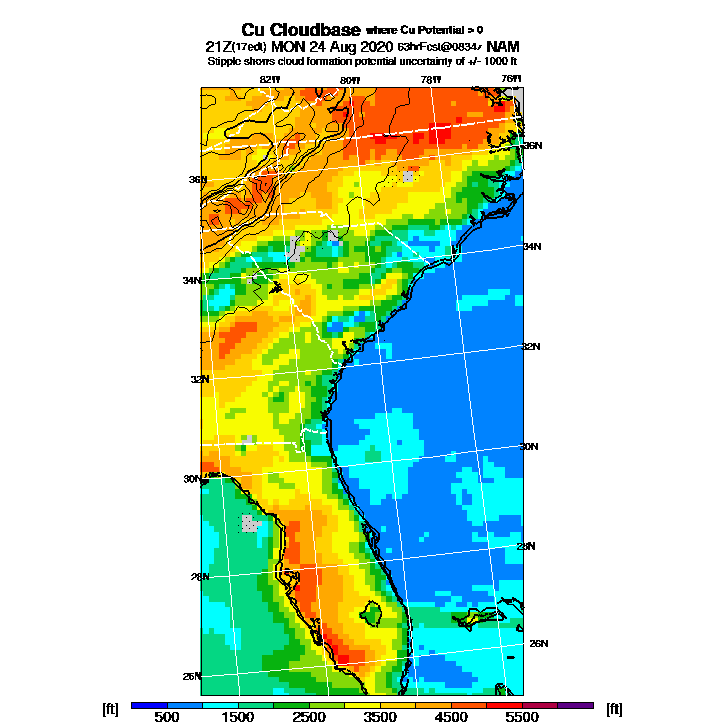 Cu Cloudbase where Cu Potential > 0
21Z(17edt) MON 24 Aug 2020 63hrFcst@0834z NAM
Stipple shows cloud formation potential uncertainty of +/- 1000 ft
82W 80W 78W 76W
36N
36N
34N
34N
32N
32N
30N
30N
28N
28N
26N
26N
[ft] 500 1500 2500 3500 4500 5500 [ft]